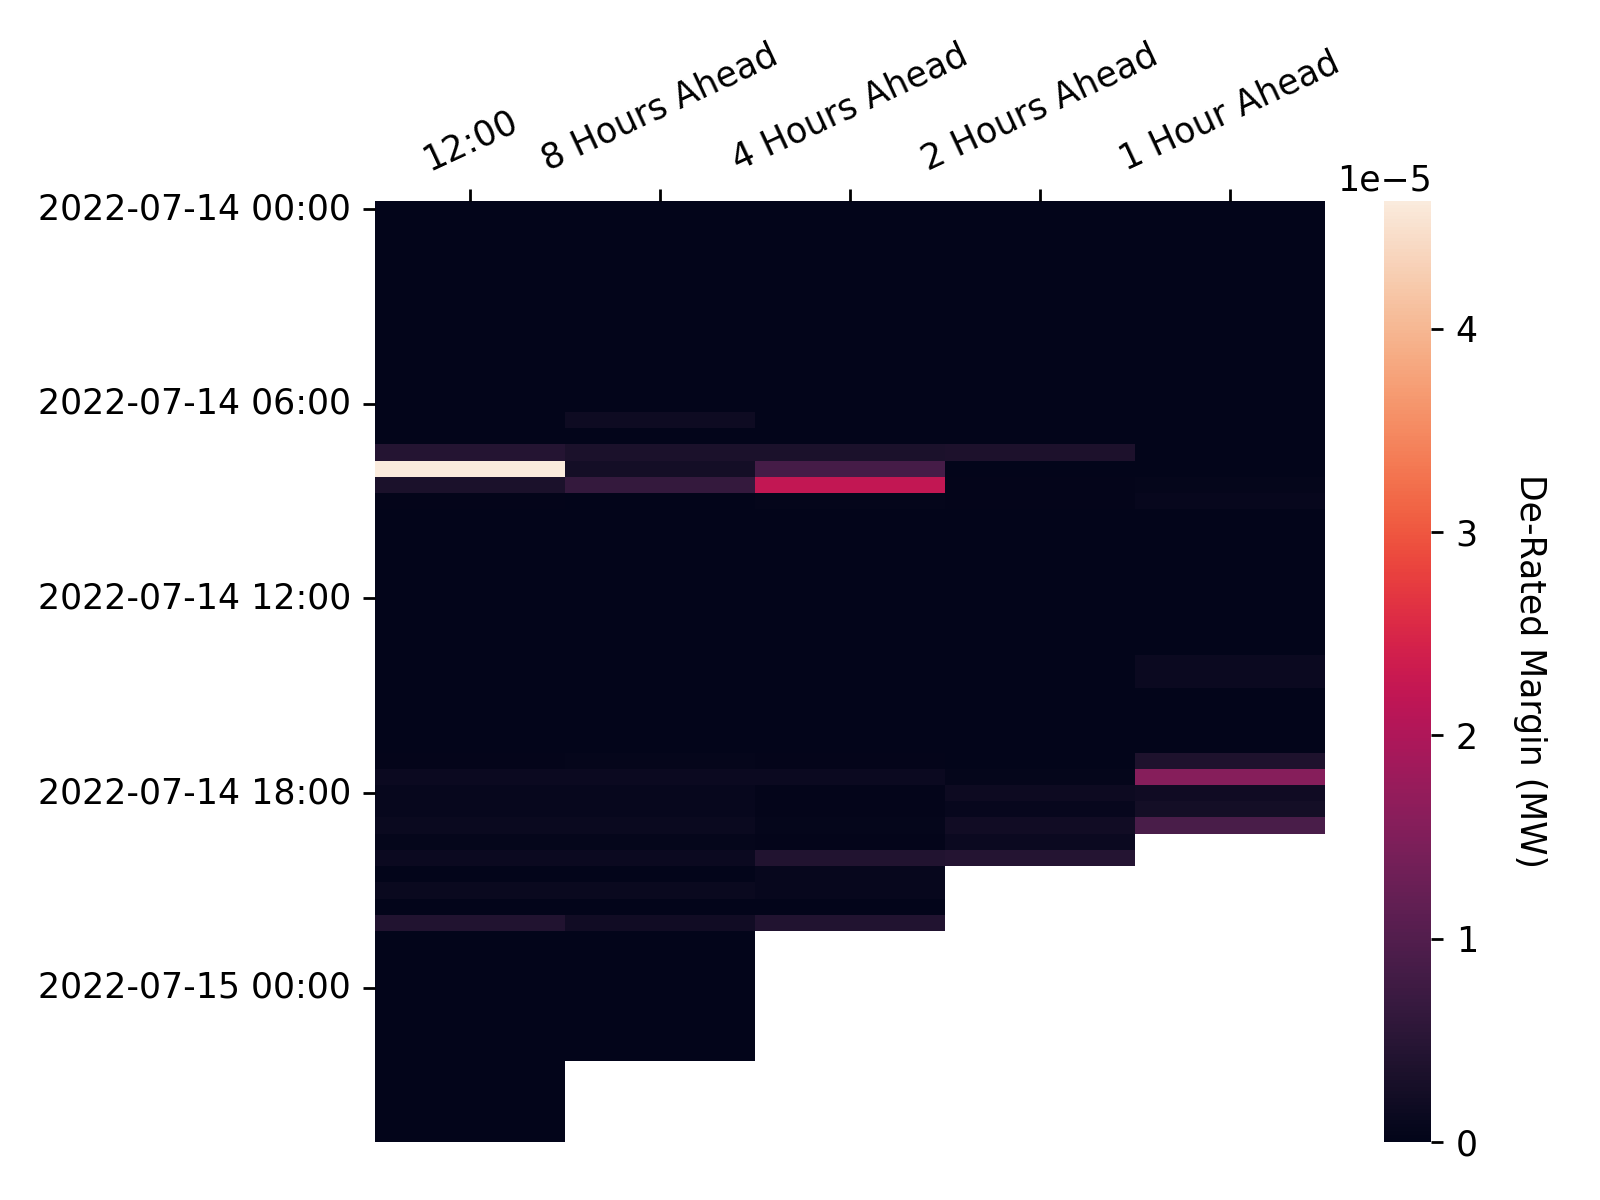 12:00
8 Hours Ahead
4 Hours Ahead
2 Hours Ahead
1 Hour Ahead
1e−5
2022-07-14 00:00
2022-07-14 06:00
2022-07-14 12:00
2022-07-14 18:00
2022-07-15 00:00
4
3
2
1
0
De-Rated Margin (MW)